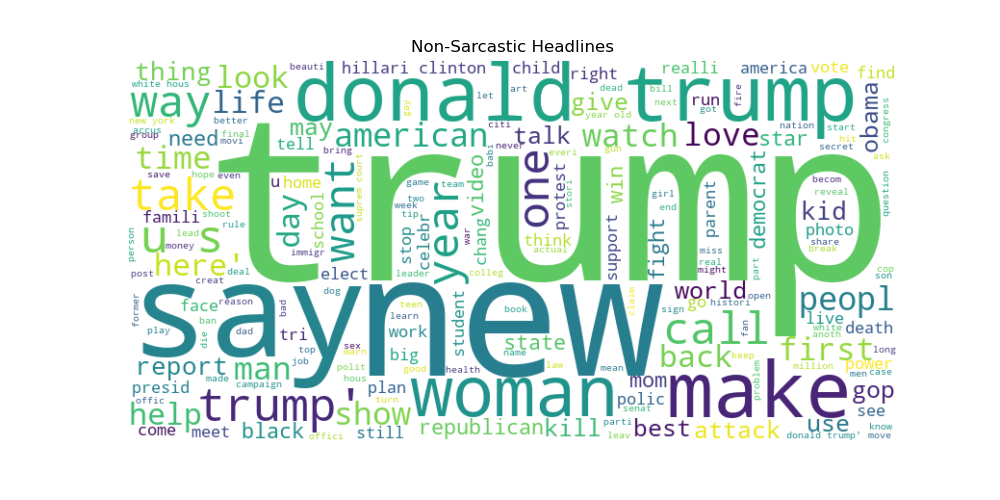 Non-Sarcastic Headlines
thing look beauti hillari clinton child right realli america vote find
white hous
way life donald trump give run bill next got fire
art let dead gay year old
new york accus group better final movi
need tell may american citi never talk watch love star nation start hit secret obama congress ask
time save hope even bring babi everi gun
take u home school want suprem court day
game two week tip team year chang video war one stori protest win girl end parent miss real democrat part becom reveal kid photo share break question son cop
trump
famili shoot rule lead money person
u s
here' deal immigr stop celebr leader colleg think actual support fight might
say new
post creat elect dog world go histori open peopl live white anoth death
former play face ban reason die dad bad tri sex top job
teen learn work big student book state name law claim sign call fan back keep first million power men long case
report man warn good health mean problem
presid offic made campaign polit hous plan turn woman mom polic senat make gop see know
help trump' show
come meet black offici still republican kill parti leav best attack use
donald trump' move